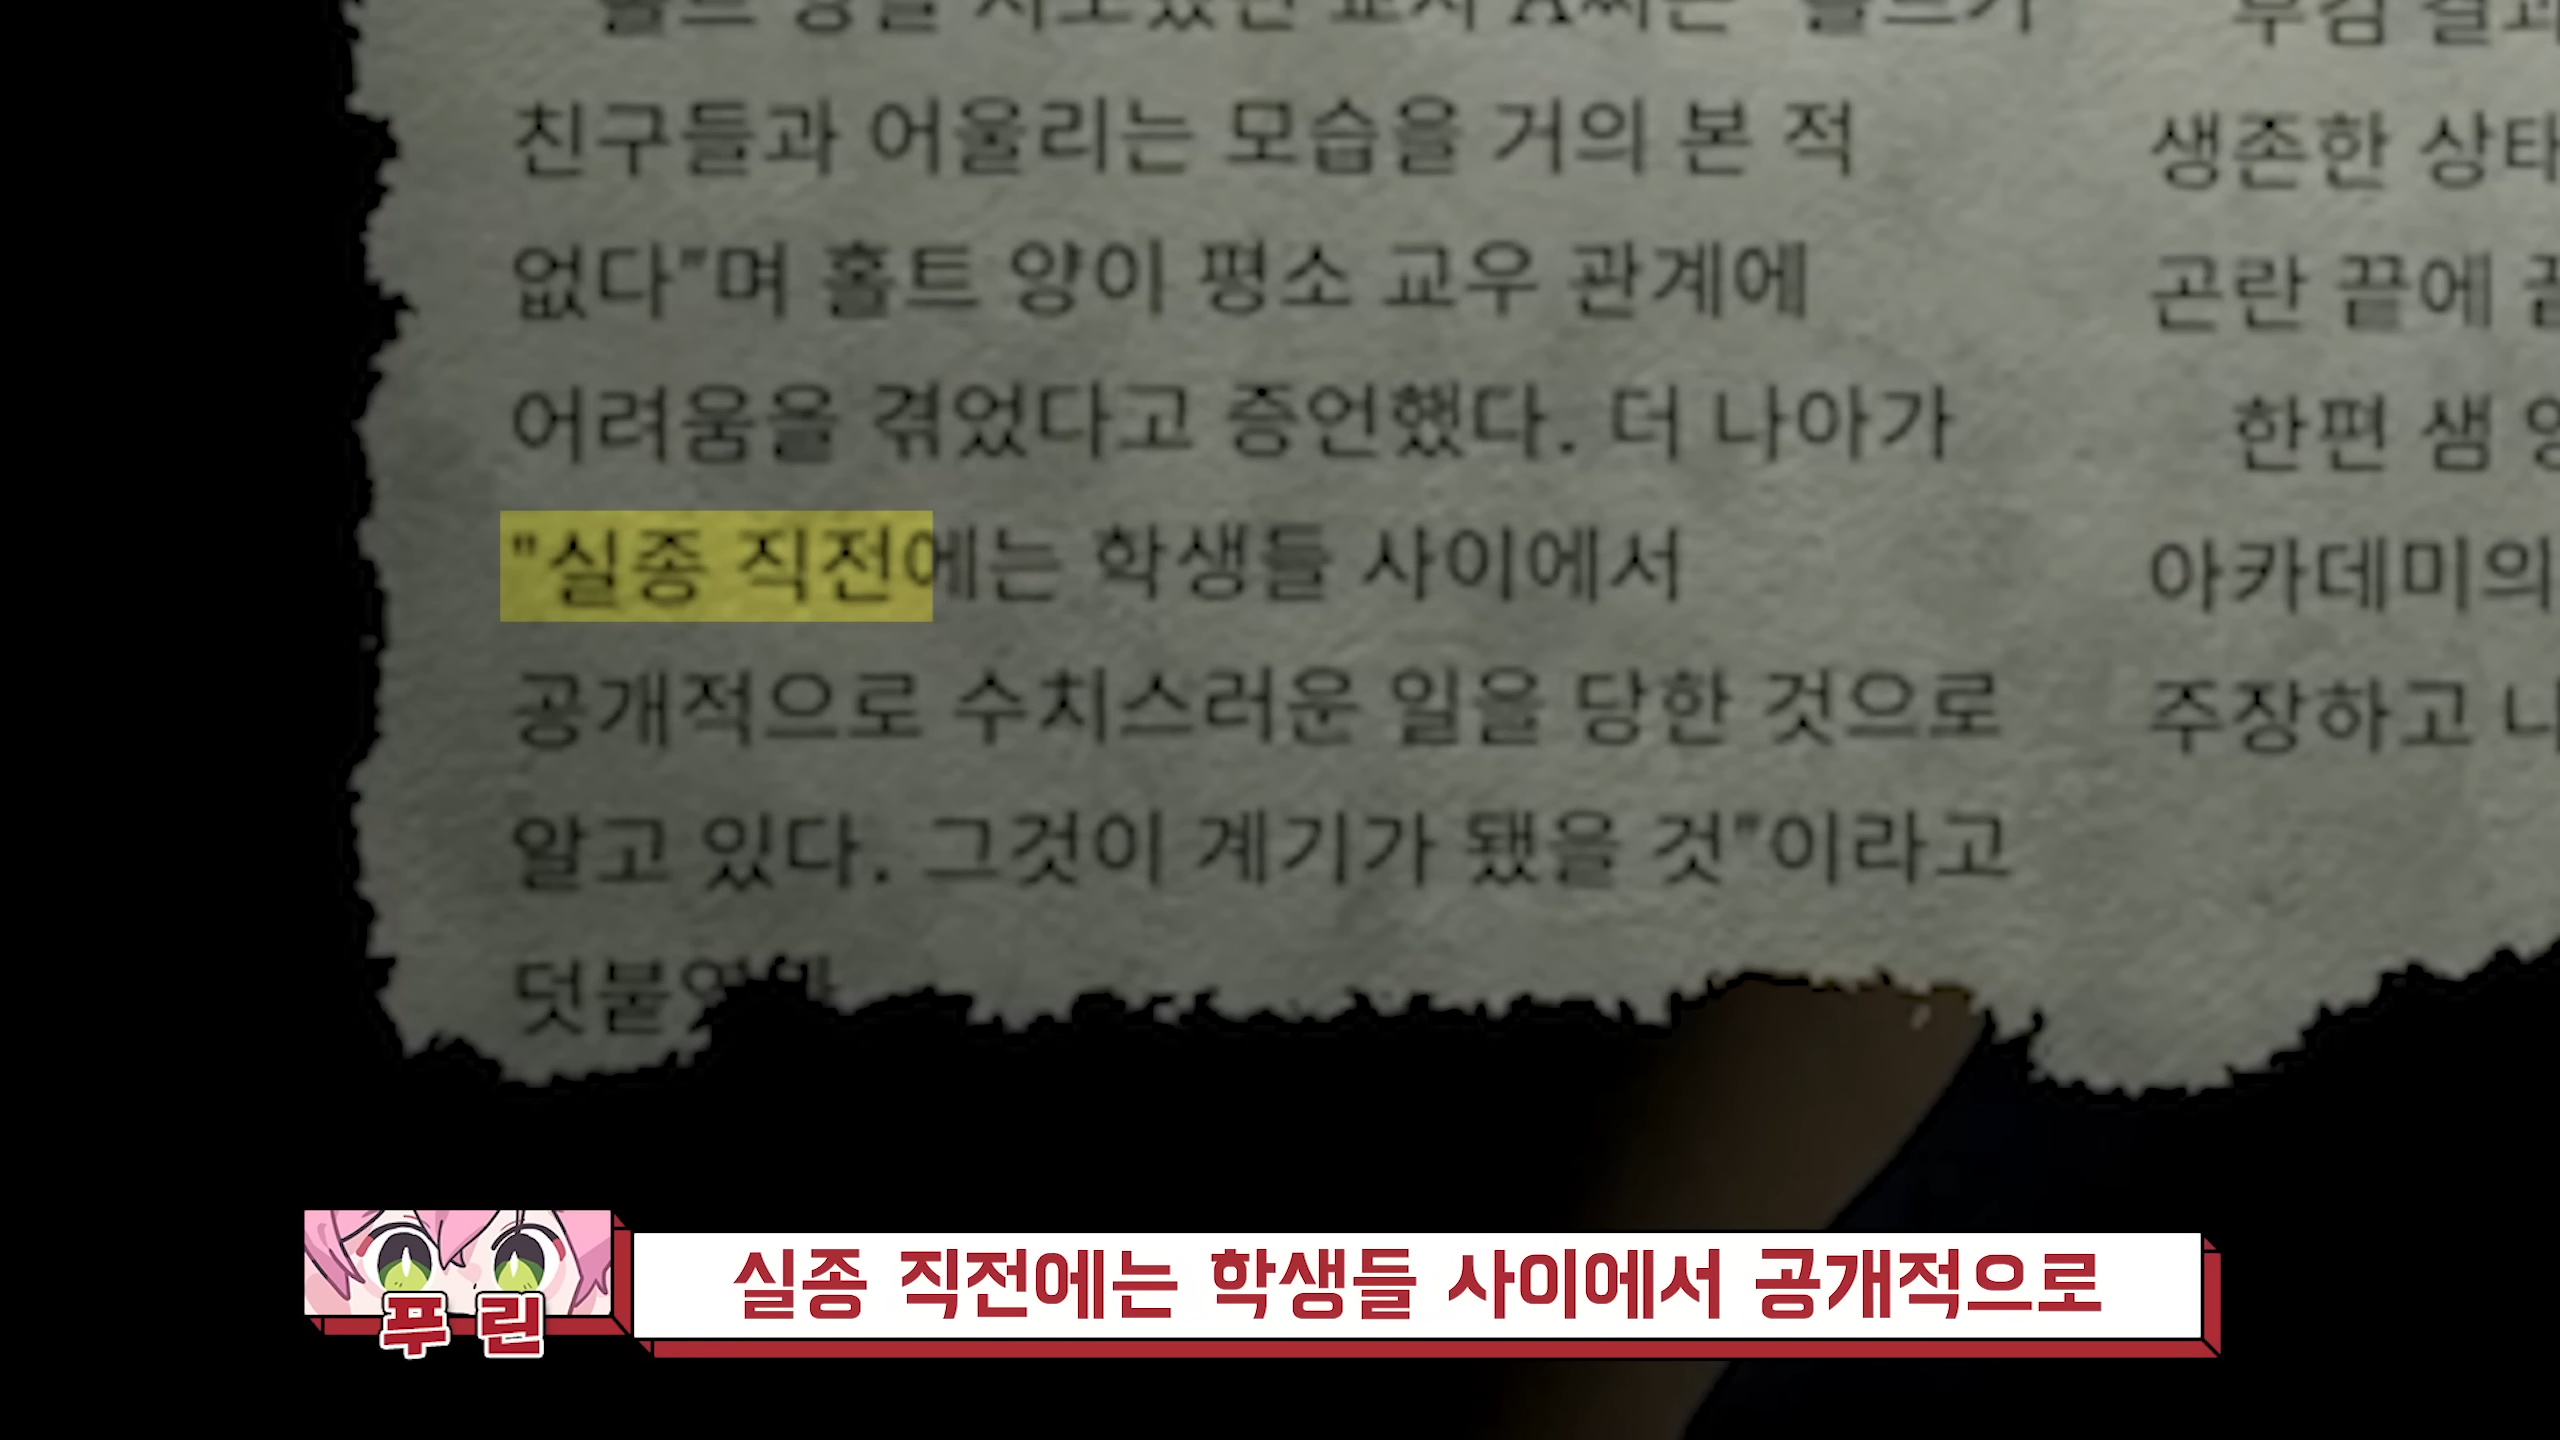 친구들과 어울리는 모습을 거의 본 적
없다"며 홀트 양이 평소 교우 관계에
어려움을 겪었다고 증언했다. 더 나아가
"실종 직전에는 학생들 사이에서
공개적으로 수치스러운 일을 당한 것으로
알고 있다. 그것이 계기가 됐을 것"이라고
덧붙
부검 결과
생존한 상태
곤란 끝에
한편 샘
아카데미의
주장하고
푸린
실종 직전에는 학생들 사이에서 공개적으로